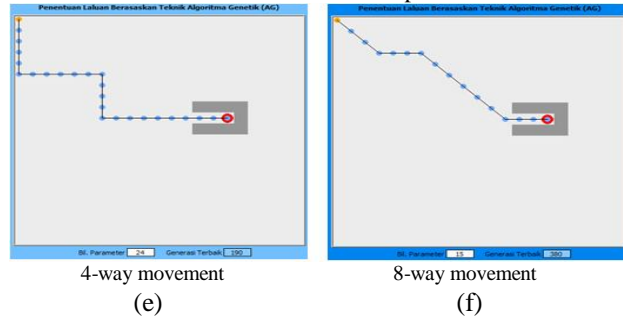 Penentuan Laluan Berasaskan Teknik Algoritma Genetik (AG)
Bil. Parameter 24 Generasi Terbaik 190
4-way movement
(e)
Penentuan Laluan Berasaskan Teknik Algoritma Genetik (AG)
Bil. Parameter 15 Generasi Terbaik 380
8-way movement
(f)